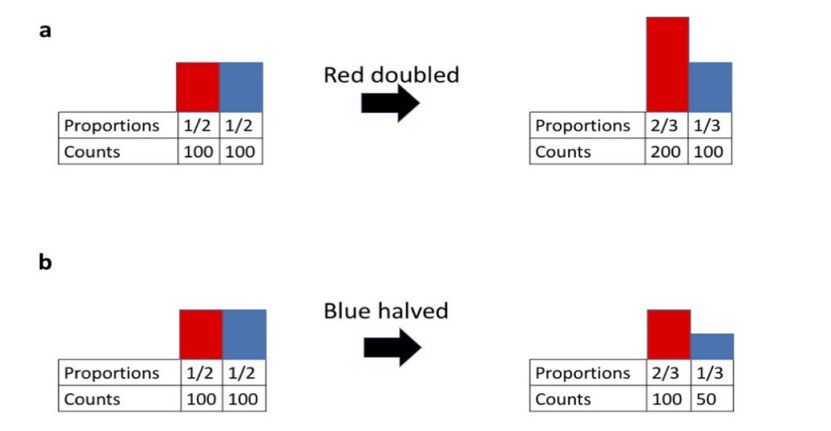 a
Red doubled
Proportions 1/2 1/2
Counts 100 100
Proportions 2/3 1/3
Counts 200 100
b
Blue halved
Proportions 1/2 1/2
Counts 100 100
Proportions 2/3 1/3
Counts 100 50